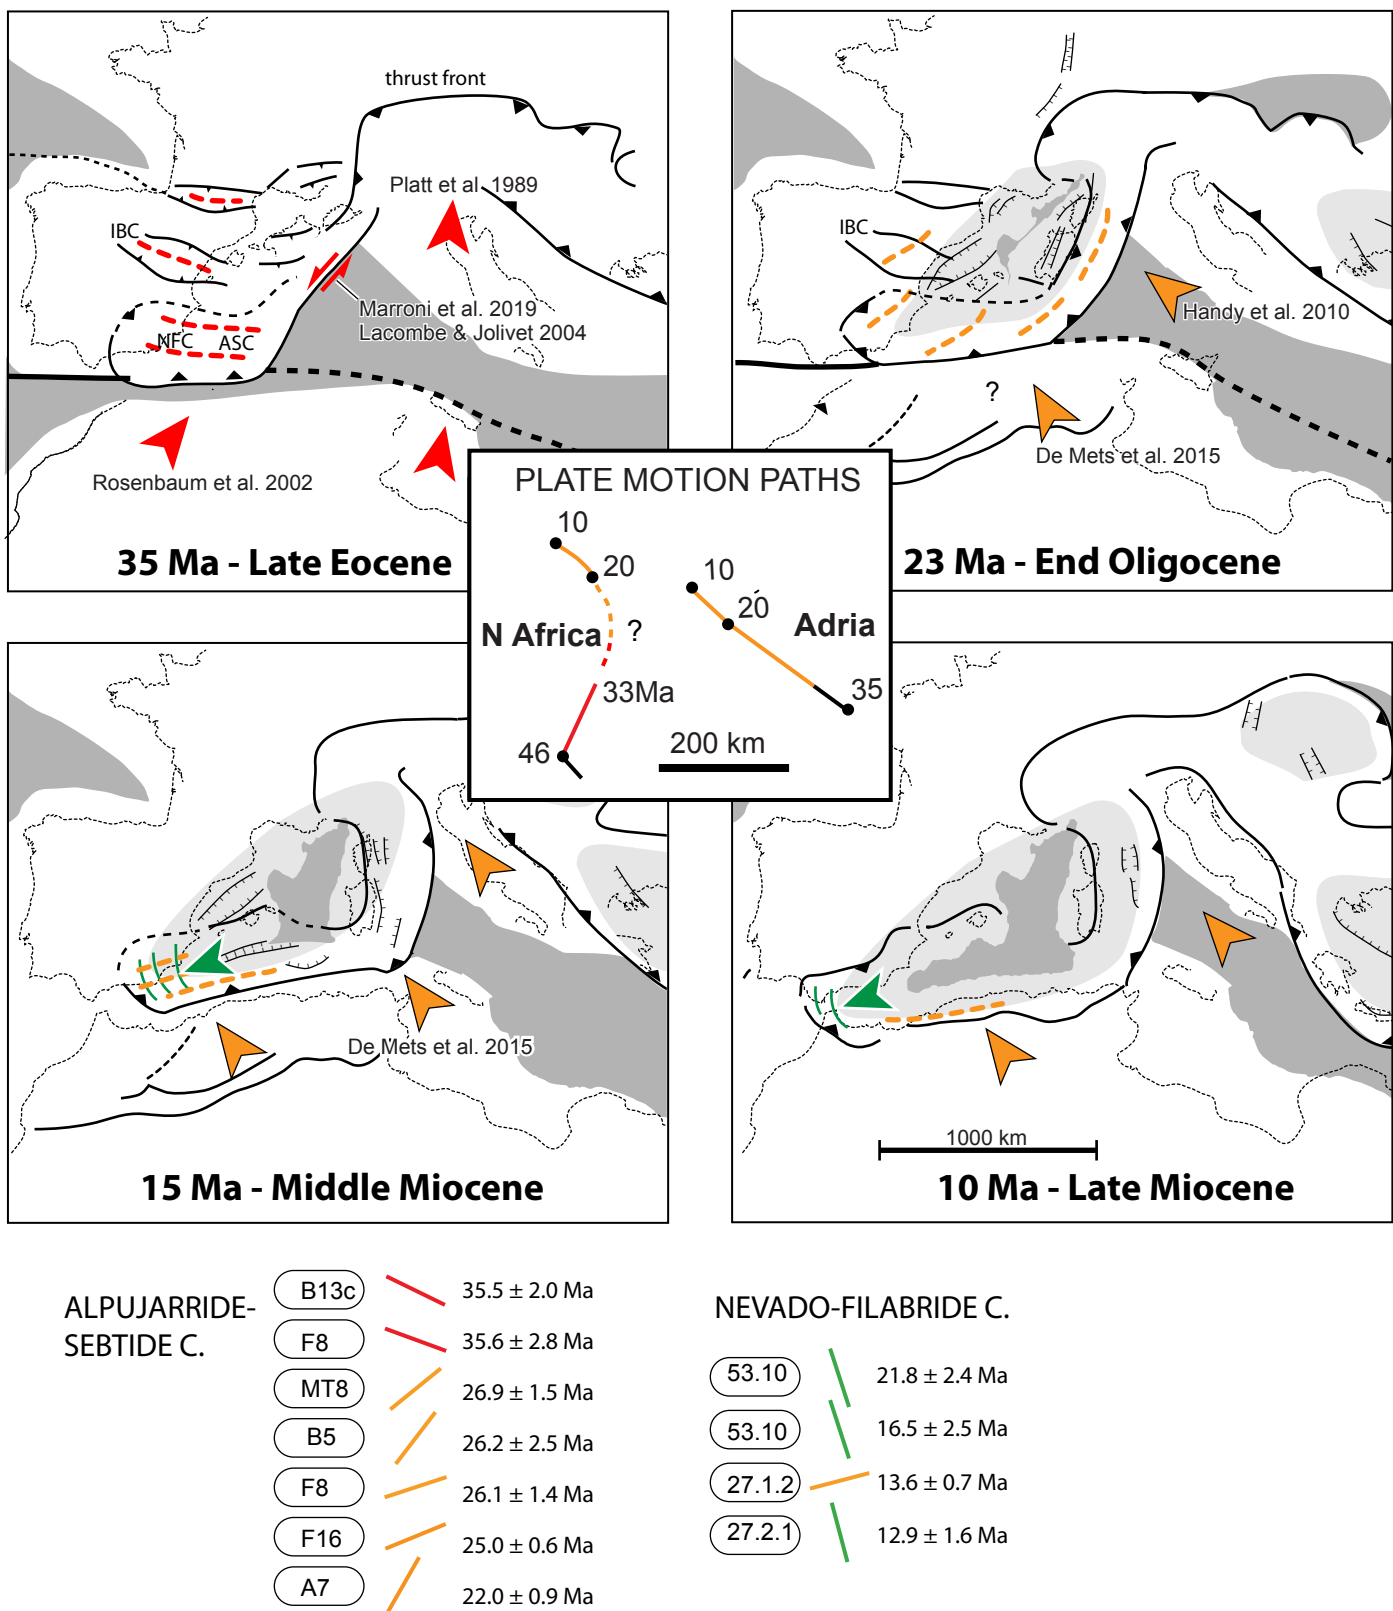 thrust front
Platt et al. 1989
IBC
Marroni et al. 2019
Lacombe & Jolivet 2004
NFC
ASC
Rosenbaum et al. 2002
35 Ma - Late Eocene
IBC
Handy et al. 2010
?
De Mets et al. 2015
23 Ma - End Oligocene
PLATE MOTION PATHS
10
20
10
20
N Africa
?
Adria
33Ma
35
46
200 km
De Mets et al. 2015
15 Ma - Middle Miocene
1000 km
10 Ma - Late Miocene
ALPUJARRIDE-
SEBTIDE C.
B13c 35.5 ± 2.0 Ma
F8 35.6 ± 2.8 Ma
MT8 26.9 ± 1.5 Ma
B5 26.2 ± 2.5 Ma
F8 26.1 ± 1.4 Ma
F16 25.0 ± 0.6 Ma
A7 22.0 ± 0.9 Ma
NEVADO-FILABRIDE C.
53.10 21.8 ± 2.4 Ma
53.10 16.5 ± 2.5 Ma
27.1.2 13.6 ± 0.7 Ma
27.2.1 12.9 ± 1.6 Ma